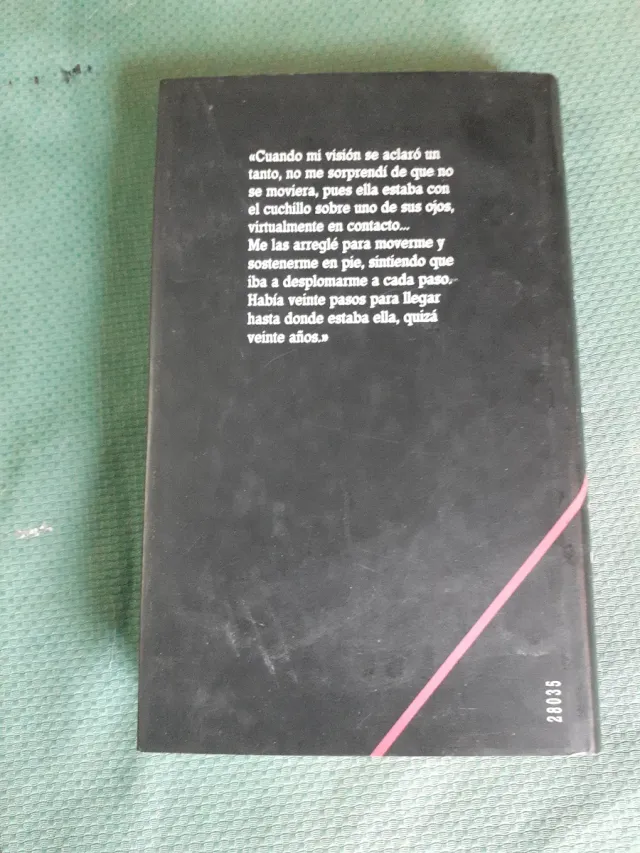 «Cuando mi visión se aclaró un
tanto, no me sorprendí de que no
se moviera, pues ella estaba con
el cuchillo sobre uno de sus ojos,
virtualmente en contacto...
Me las arreglé para moverme y
sostenerme en pie, sintiendo que
iba a desplomarme a cada paso.
Había veinte pasos para llegar
hasta donde estaba ella, quizá
veinte años.»
28035